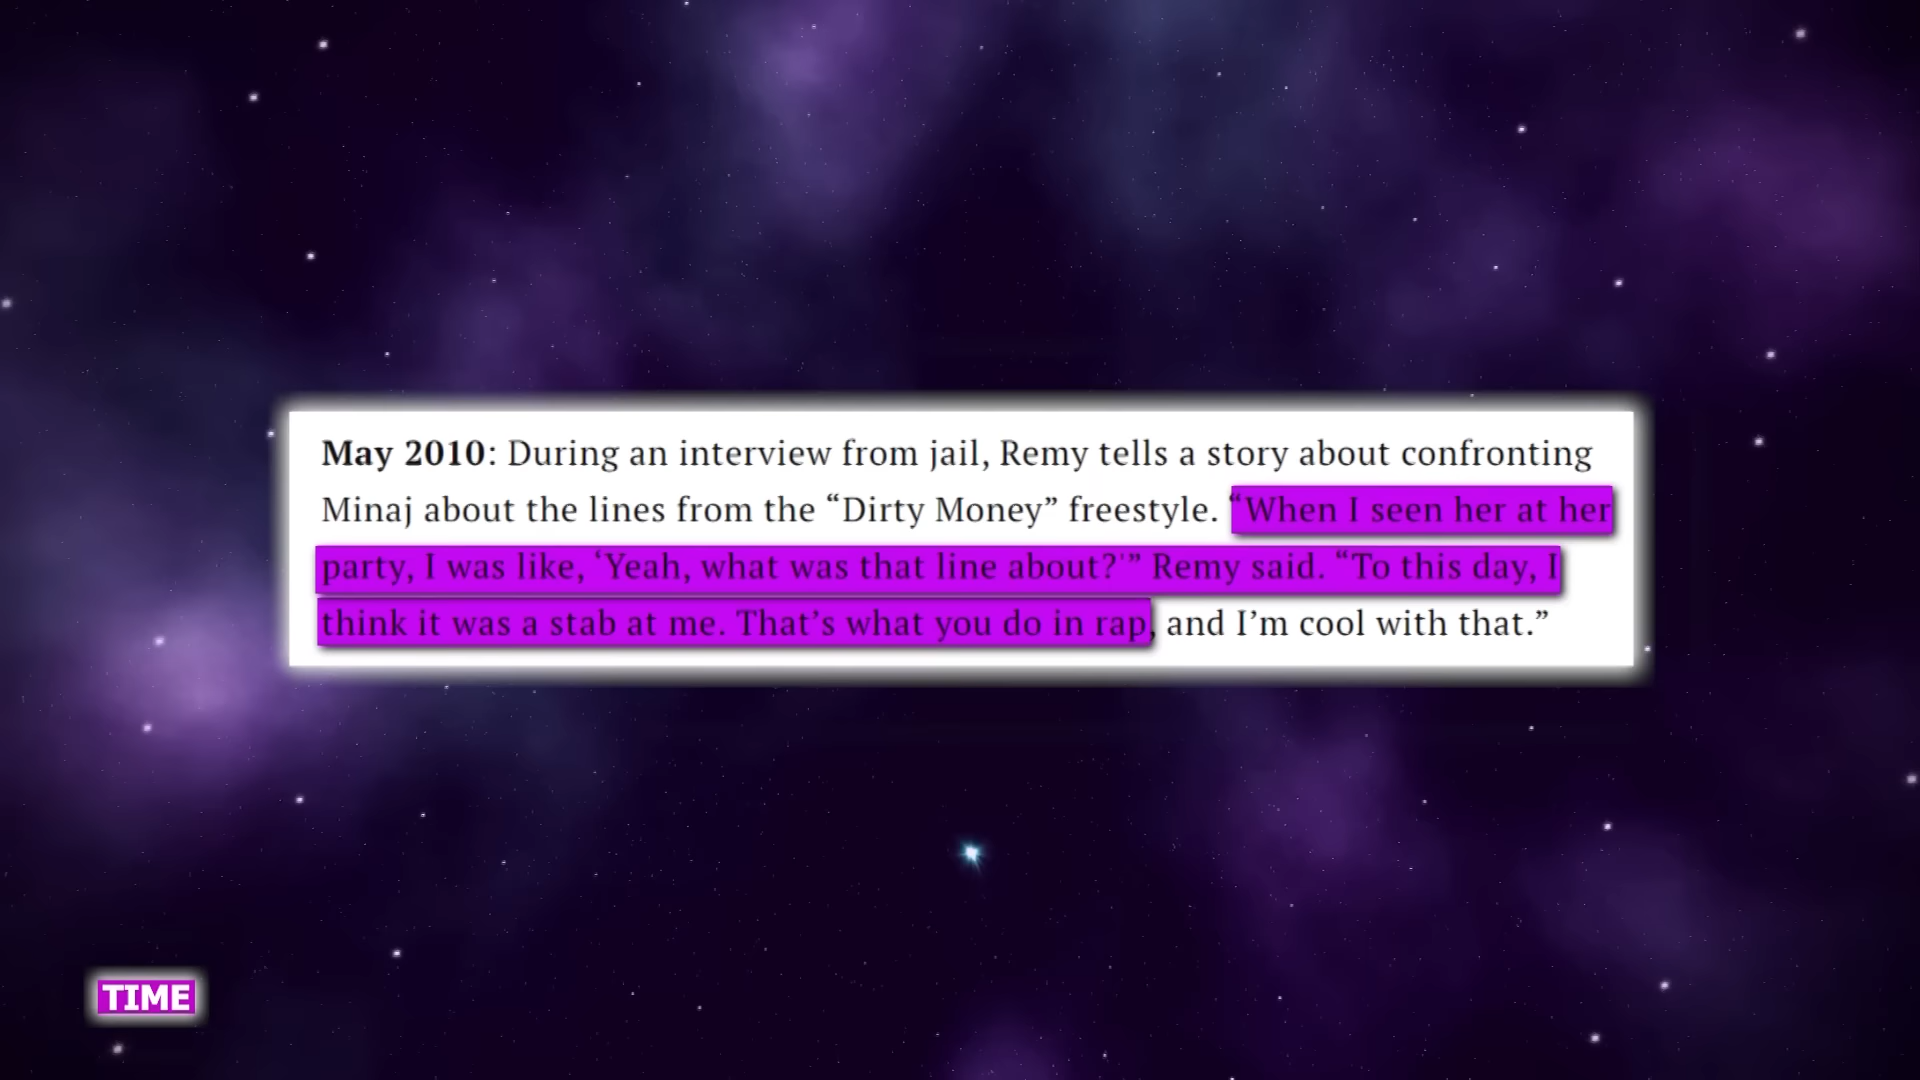 May 2010: During an interview from jail, Remy tells a story about confronting
Minaj about the lines from the “Dirty Money” freestyle. “When I seen her at her
party, I was like, ‘Yeah, what was that line about?'” Remy said. “To this day, I
think it was a stab at me. That’s what you do in rap, and I’m cool with that.”
TIME